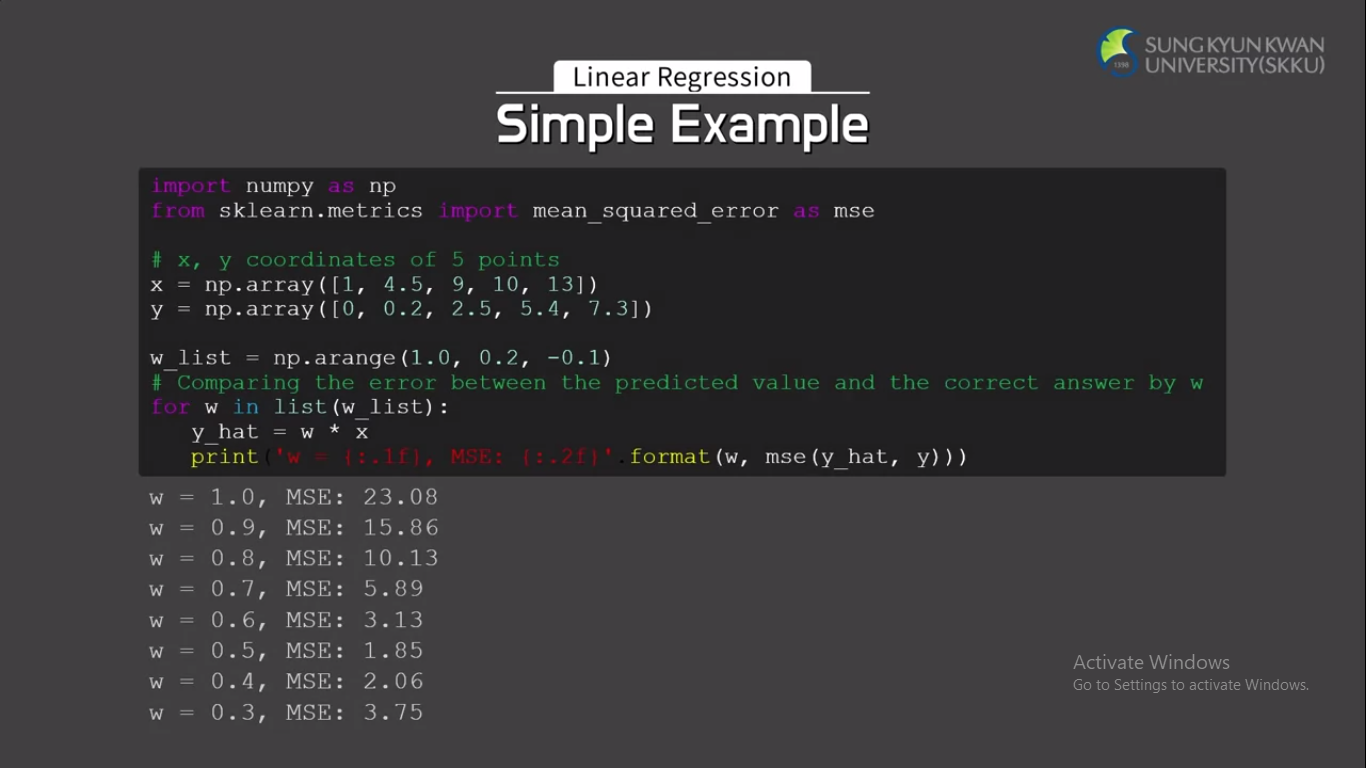 SUNG KYUN KWAN
UNIVERSITY(SKKU)
1398
Linear Regression
Simple Example
import numpy as np
from sklearn.metrics import mean_squared_error as mse
# x, y coordinates of 5 points
x = np.array([1, 4.5, 9, 10, 13])
y = np.array([0, 0.2, 2.5, 5.4, 7.3])
w_list = np.arange(1.0, 0.2, -0.1)
# Comparing the error between the predicted value and the correct answer by w
for w in list(w_list):
    y_hat = w * x
    print('w = {:.1f}, MSE: {:.2f}'.format(w, mse(y_hat, y)))
w = 1.0, MSE: 23.08
w = 0.9, MSE: 15.86
w = 0.8, MSE: 10.13
w = 0.7, MSE: 5.89
w = 0.6, MSE: 3.13
w = 0.5, MSE: 1.85
w = 0.4, MSE: 2.06
w = 0.3, MSE: 3.75
Activate Windows
Go to Settings to activate Windows.